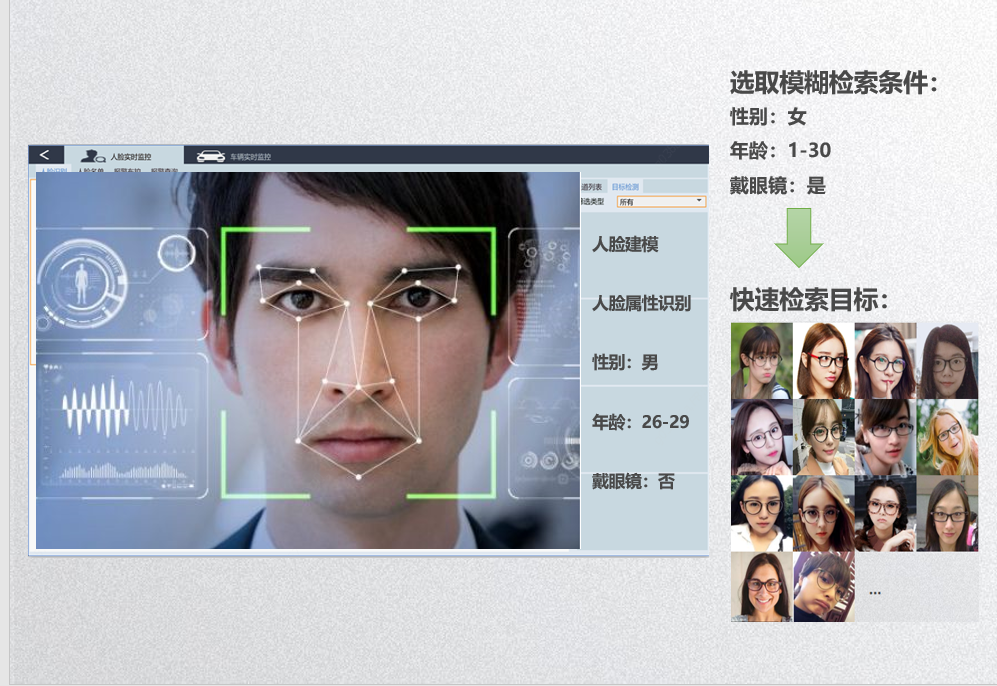 人脸实时监控
车辆实时监控
人脸识别
人脸名单
报警布控
报警查询
道列表
目标检测
筛选类型
所有
人脸建模
人脸属性识别
性别：男
年龄：26-29
戴眼镜：否
选取模糊检索条件：
性别：女
年龄：1-30
戴眼镜：是
快速检索目标：
...